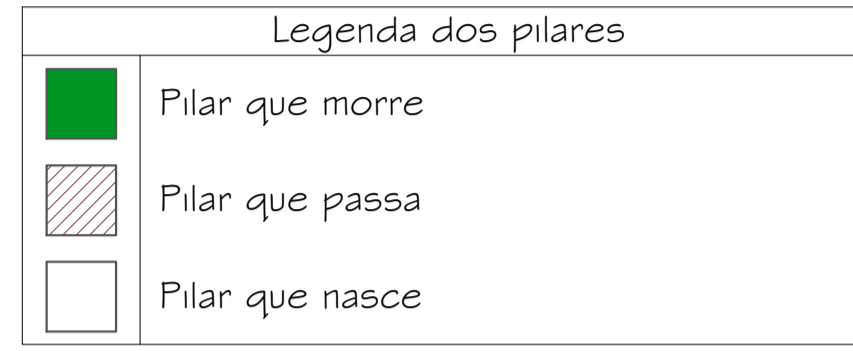 Legenda dos pilares
Pilar que morre
Pilar que passa
Pilar que nasce